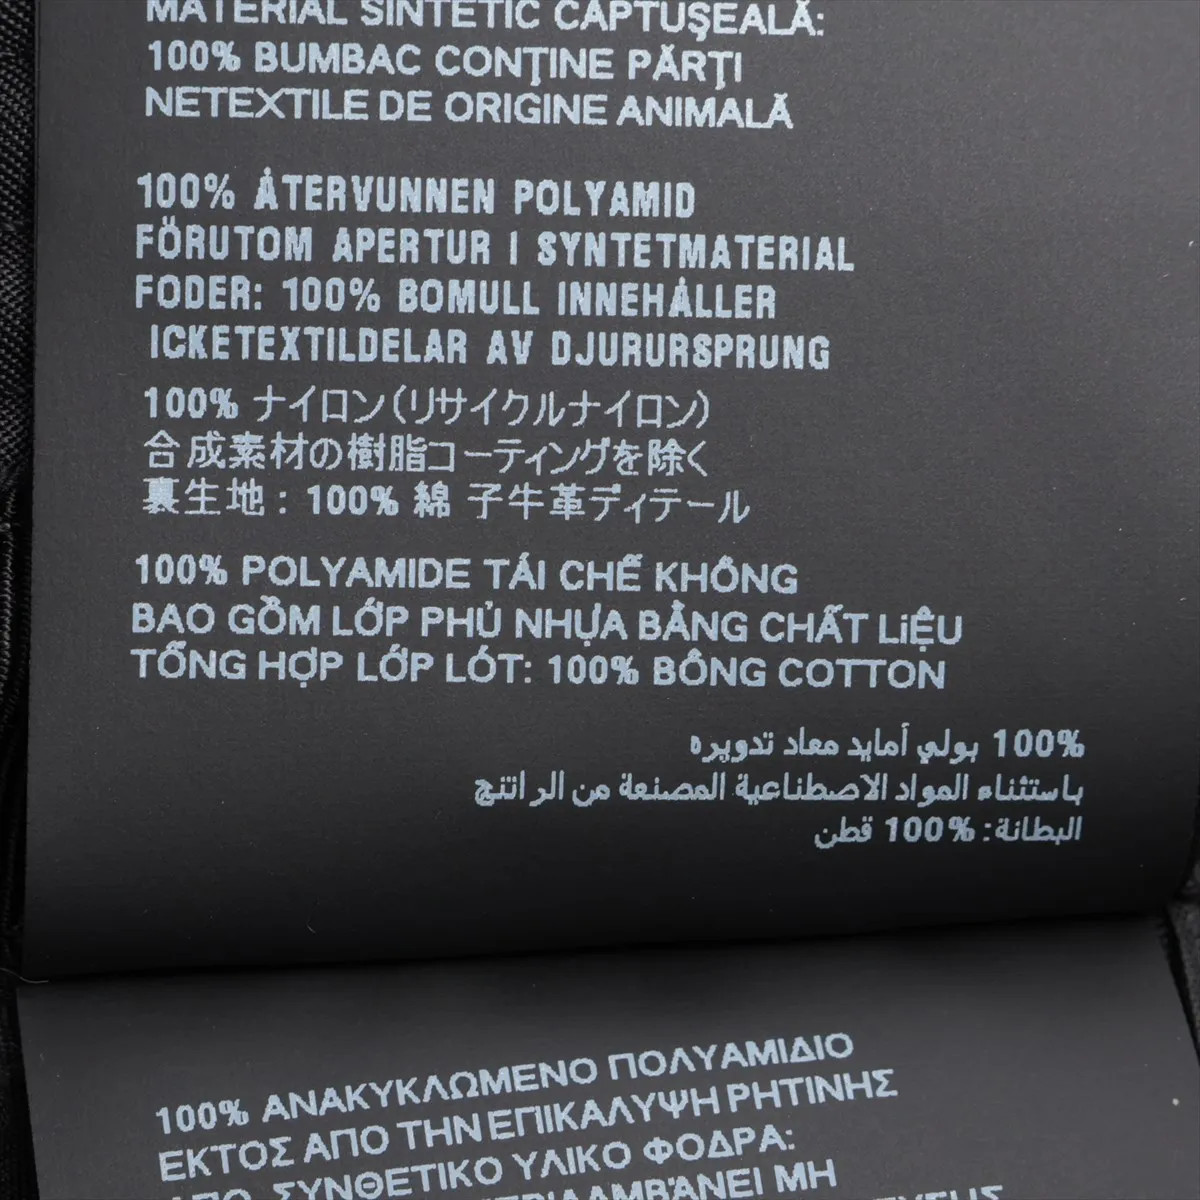 MATERIAL SINTETIC CĂPTUȘEALĂ:
100% BUMBAC CONȚINE PĂRȚI
NETEXTILE DE ORIGINE ANIMALĂ
100% ÅTERVUNNEN POLYAMID
FÖRUTOM APERTUR I SYNTETMATERIAL
FODER: 100% BOMULL INNEHÅLLER
ICKETEXTILDELAR AV DJURURSPRUNG
100% ナイロン(リサイクルナイロン)
合成素材の樹脂コーティングを除く
裏生地: 100% 綿 子牛革ディテール
100% POLYAMIDE TÁI CHẾ KHÔNG
BAO GỒM LỚP PHỦ NHỰA BẰNG CHẤT LiỆU
TỔNG HỢP LỚP LÓT: 100% BÔNG COTTON
100% بولي أمايد معاد تدويره
باستثناء المواد الاصطناعية المصنعة من الراتنج
البطانة: 100% قطن
100% ΑΝΑΚΥΚΛΩΜΕΝΟ ΠΟΛΥΑΜΙΔΙΟ
ΕΚΤΟΣ ΑΠΟ ΤΗΝ ΕΠΙΚΑΛΥΨΗ ΡΗΤΙΝΗΣ
ΑΠΟ ΣΥΝΘΕΤΙΚΟ ΥΛΙΚΟ ΦΟΔΡΑ:
ΜΗ